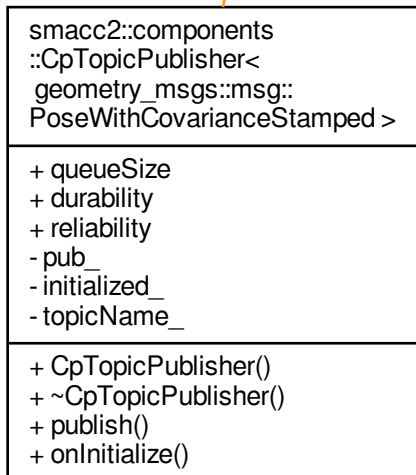 smacc2::components
::CpTopicPublisher<
geometry_msgs::msg::
PoseWithCovarianceStamped >
+ queueSize
+ durability
+ reliability
- pub_
- initialized_
- topicName_
+ CpTopicPublisher()
+ ~CpTopicPublisher()
+ publish()
+ onInitialize()